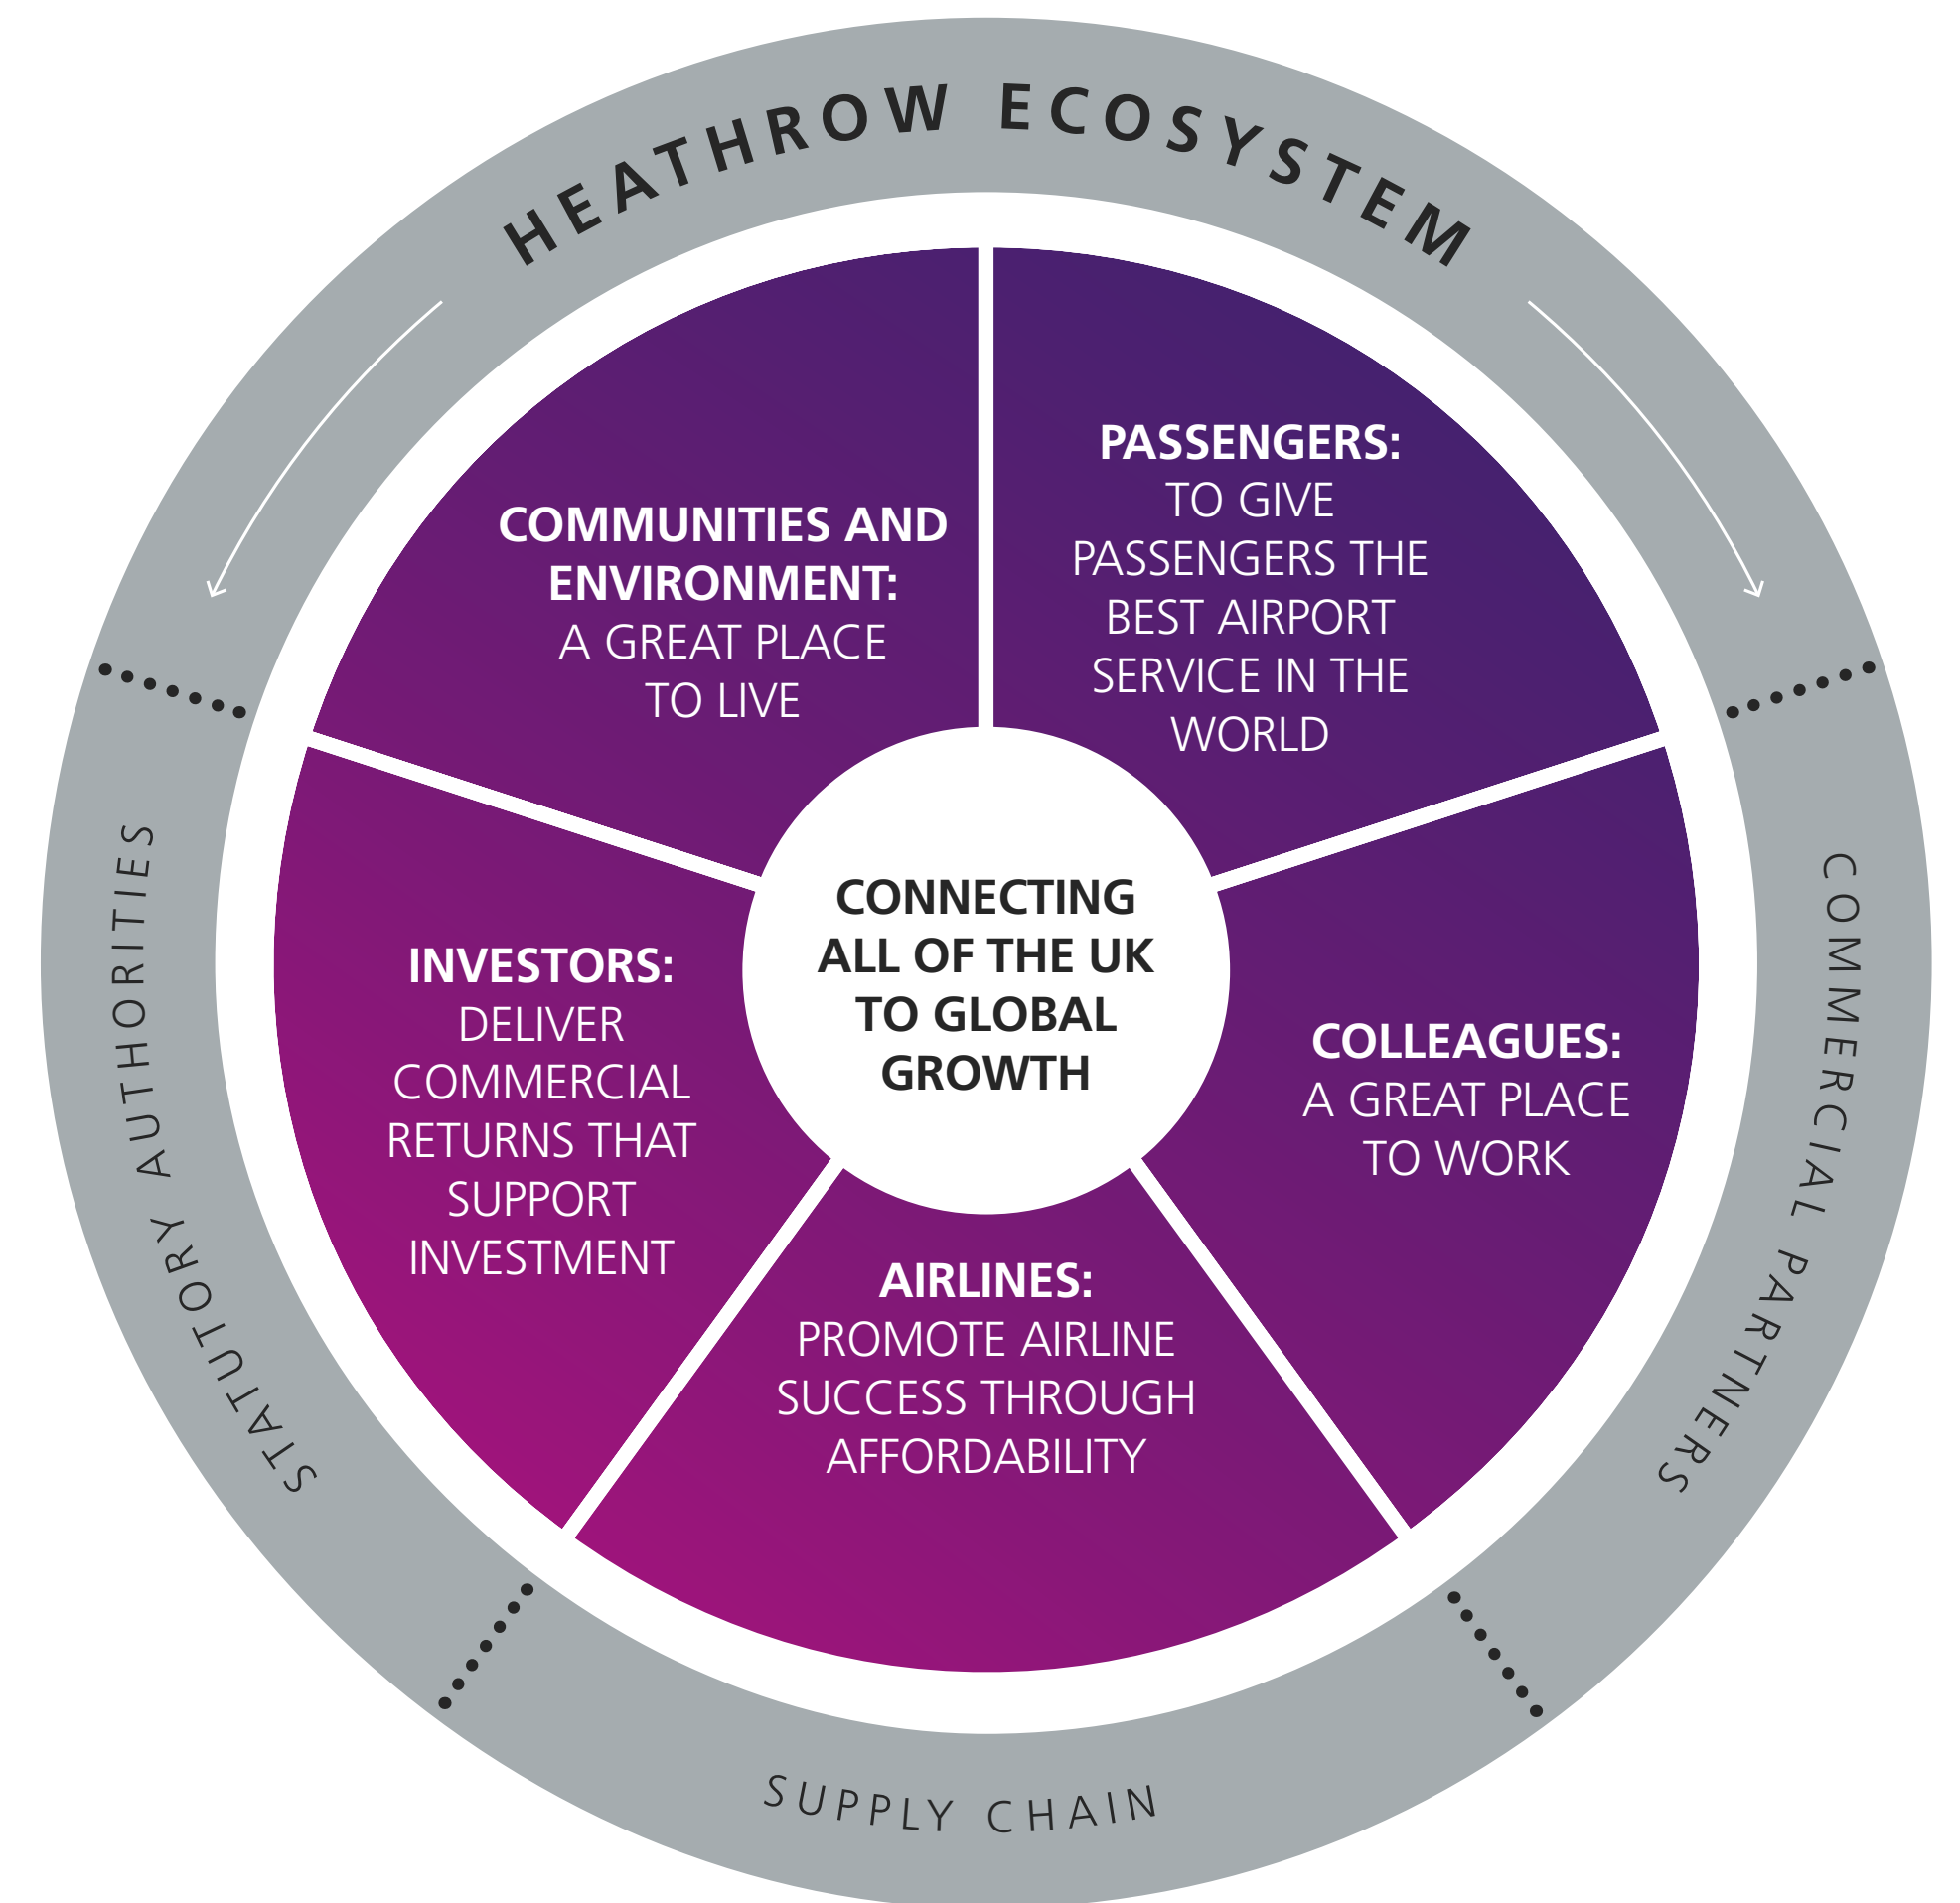 HEATHROW ECOSYSTEM
PASSENGERS:
TO GIVE
PASSENGERS THE
BEST AIRPORT
SERVICE IN THE
WORLD
COLLEAGUES:
A GREAT PLACE
TO WORK
AIRLINES:
PROMOTE AIRLINE
SUCCESS THROUGH
AFFORDABILITY
INVESTORS:
DELIVER
COMMERCIAL
RETURNS THAT
SUPPORT
INVESTMENT
COMMUNITIES AND
ENVIRONMENT:
A GREAT PLACE
TO LIVE
CONNECTING
ALL OF THE UK
TO GLOBAL
GROWTH
COMMERCIAL PARTNERS
SUPPLY CHAIN
STATUTORY AUTHORITIES